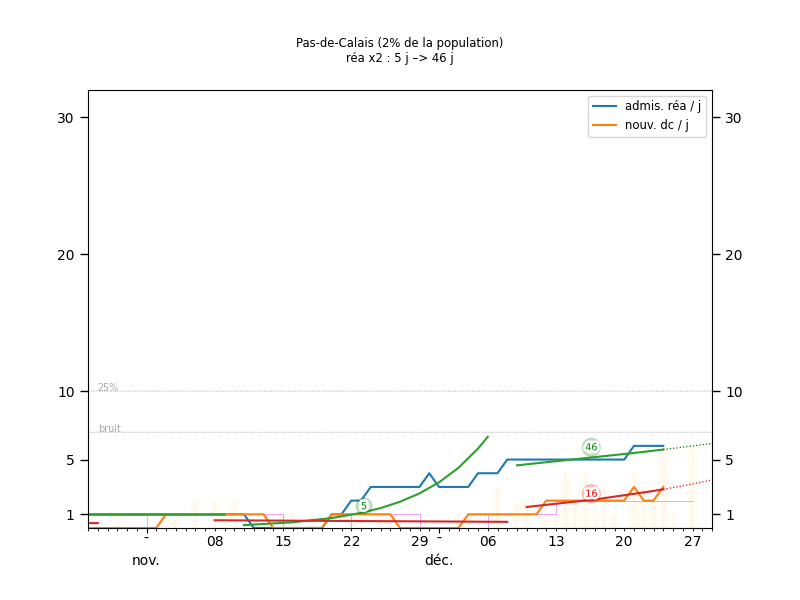 Pas-de-Calais (2% de la population)
réa x2 : 5 j –> 46 j
admis. réa / j
nouv. dc / j
30 30
20 20
10 10
25%
bruit
5 5
1 1
46
16
5
- 08 15 22 29 - 06 13 20 27
nov. déc.